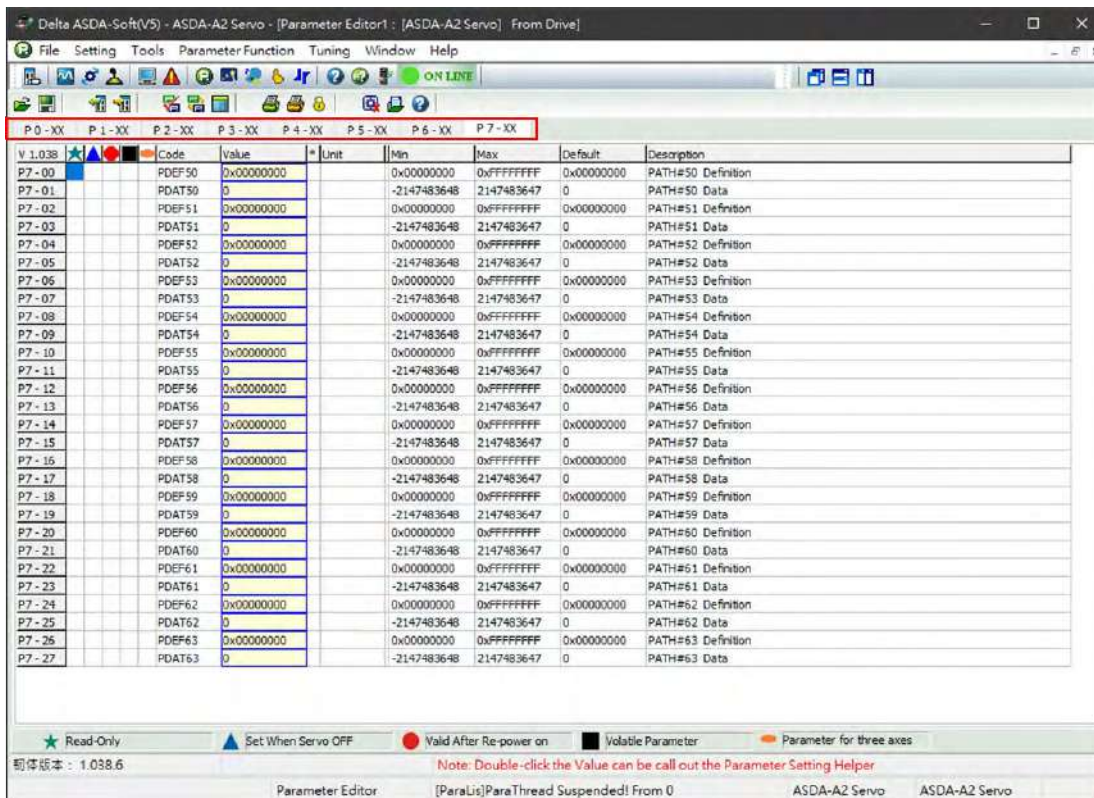 Delta ASDA-Soft(V5) - ASDA-A2 Servo - [Parameter Editor1 : [ASDA-A2 Servo] From Drive]
File Setting Tools Parameter Function Tuning Window Help
ON LINE
P 0 - XX P 1 - XX P 2 - XX P 3 - XX P 4 - XX P 5 - XX P 6 - XX P 7 - XX
V 1.038 Code Value * Unit Min Max Default Description
P7 - 00 PDEF50 0x00000000 0x00000000 0xFFFFFFFF 0x00000000 PATH#50 Definition
P7 - 01 PDAT50 0 -2147483648 2147483647 0 PATH#50 Data
P7 - 02 PDEF51 0x00000000 0x00000000 0xFFFFFFFF 0x00000000 PATH#51 Definition
P7 - 03 PDAT51 0 -2147483648 2147483647 0 PATH#51 Data
P7 - 04 PDEF52 0x00000000 0x00000000 0xFFFFFFFF 0x00000000 PATH#52 Definition
P7 - 05 PDAT52 0 -2147483648 2147483647 0 PATH#52 Data
P7 - 06 PDEF53 0x00000000 0x00000000 0xFFFFFFFF 0x00000000 PATH#53 Definition
P7 - 07 PDAT53 0 -2147483648 2147483647 0 PATH#53 Data
P7 - 08 PDEF54 0x00000000 0x00000000 0xFFFFFFFF 0x00000000 PATH#54 Definition
P7 - 09 PDAT54 0 -2147483648 2147483647 0 PATH#54 Data
P7 - 10 PDEF55 0x00000000 0x00000000 0xFFFFFFFF 0x00000000 PATH#55 Definition
P7 - 11 PDAT55 0 -2147483648 2147483647 0 PATH#55 Data
P7 - 12 PDEF56 0x00000000 0x00000000 0xFFFFFFFF 0x00000000 PATH#56 Definition
P7 - 13 PDAT56 0 -2147483648 2147483647 0 PATH#56 Data
P7 - 14 PDEF57 0x00000000 0x00000000 0xFFFFFFFF 0x00000000 PATH#57 Definition
P7 - 15 PDAT57 0 -2147483648 2147483647 0 PATH#57 Data
P7 - 16 PDEF58 0x00000000 0x00000000 0xFFFFFFFF 0x00000000 PATH#58 Definition
P7 - 17 PDAT58 0 -2147483648 2147483647 0 PATH#58 Data
P7 - 18 PDEF59 0x00000000 0x00000000 0xFFFFFFFF 0x00000000 PATH#59 Definition
P7 - 19 PDAT59 0 -2147483648 2147483647 0 PATH#59 Data
P7 - 20 PDEF60 0x00000000 0x00000000 0xFFFFFFFF 0x00000000 PATH#60 Definition
P7 - 21 PDAT60 0 -2147483648 2147483647 0 PATH#60 Data
P7 - 22 PDEF61 0x00000000 0x00000000 0xFFFFFFFF 0x00000000 PATH#61 Definition
P7 - 23 PDAT61 0 -2147483648 2147483647 0 PATH#61 Data
P7 - 24 PDEF62 0x00000000 0x00000000 0xFFFFFFFF 0x00000000 PATH#62 Definition
P7 - 25 PDAT62 0 -2147483648 2147483647 0 PATH#62 Data
P7 - 26 PDEF63 0x00000000 0x00000000 0xFFFFFFFF 0x00000000 PATH#63 Definition
P7 - 27 PDAT63 0 -2147483648 2147483647 0 PATH#63 Data
Read-Only Set When Servo OFF Valid After Re-power on Volatile Parameter Parameter for three axes
韌体版本： 1.038.6 Note: Double-click the Value can be call out the Parameter Setting Helper
Parameter Editor [ParaLis]ParaThread Suspended! From 0 ASDA-A2 Servo ASDA-A2 Servo